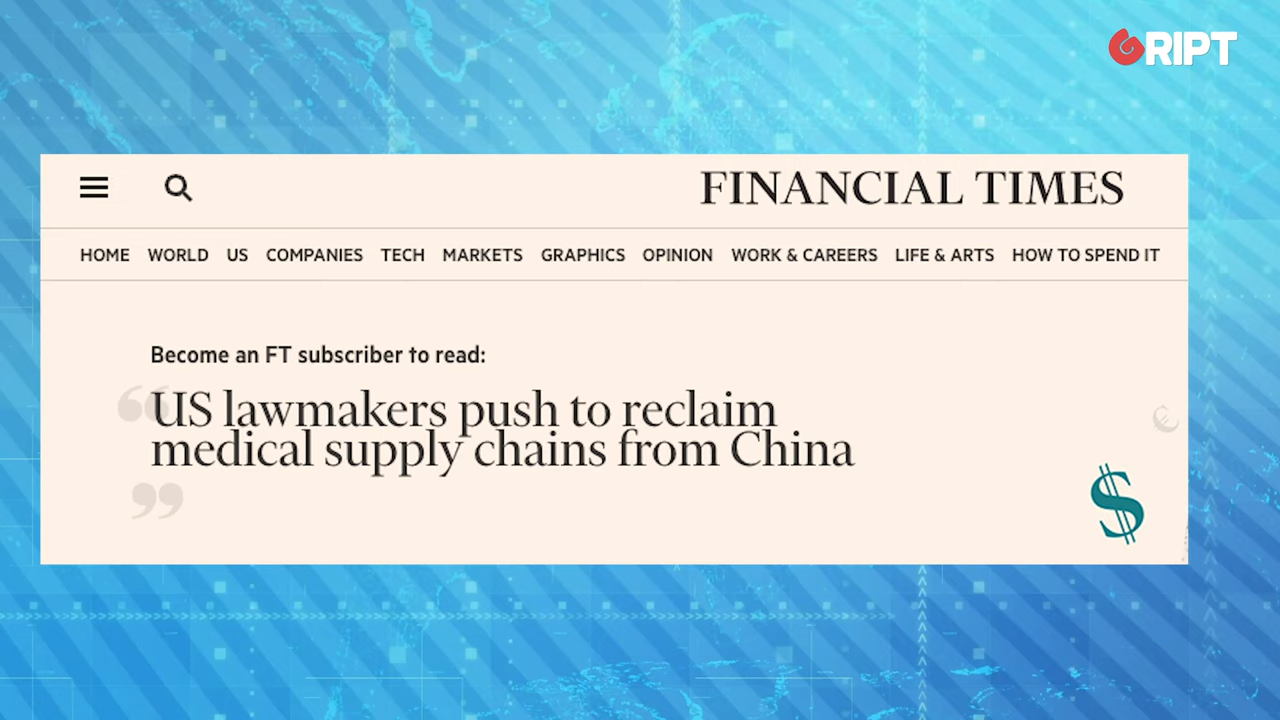 GRIPT
FINANCIAL TIMES
HOME WORLD US COMPANIES TECH MARKETS GRAPHICS OPINION WORK & CAREERS LIFE & ARTS HOW TO SPEND IT
Become an FT subscriber to read:
“US lawmakers push to reclaim
medical supply chains from China
”
€
$